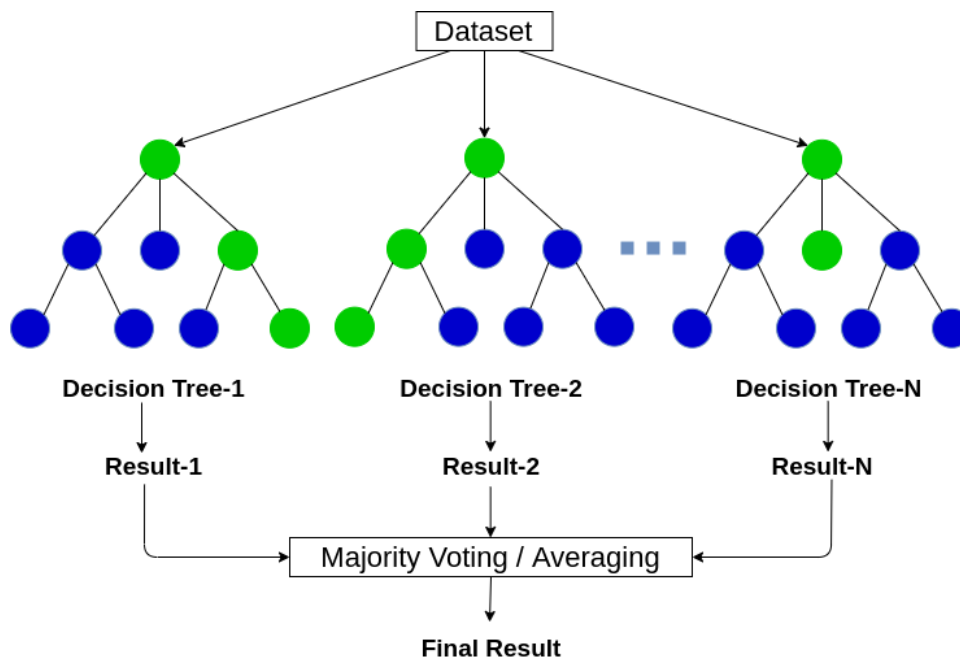 Dataset
Decision Tree-1
Decision Tree-2
Decision Tree-N
Result-1
Result-2
Result-N
Majority Voting / Averaging
Final Result